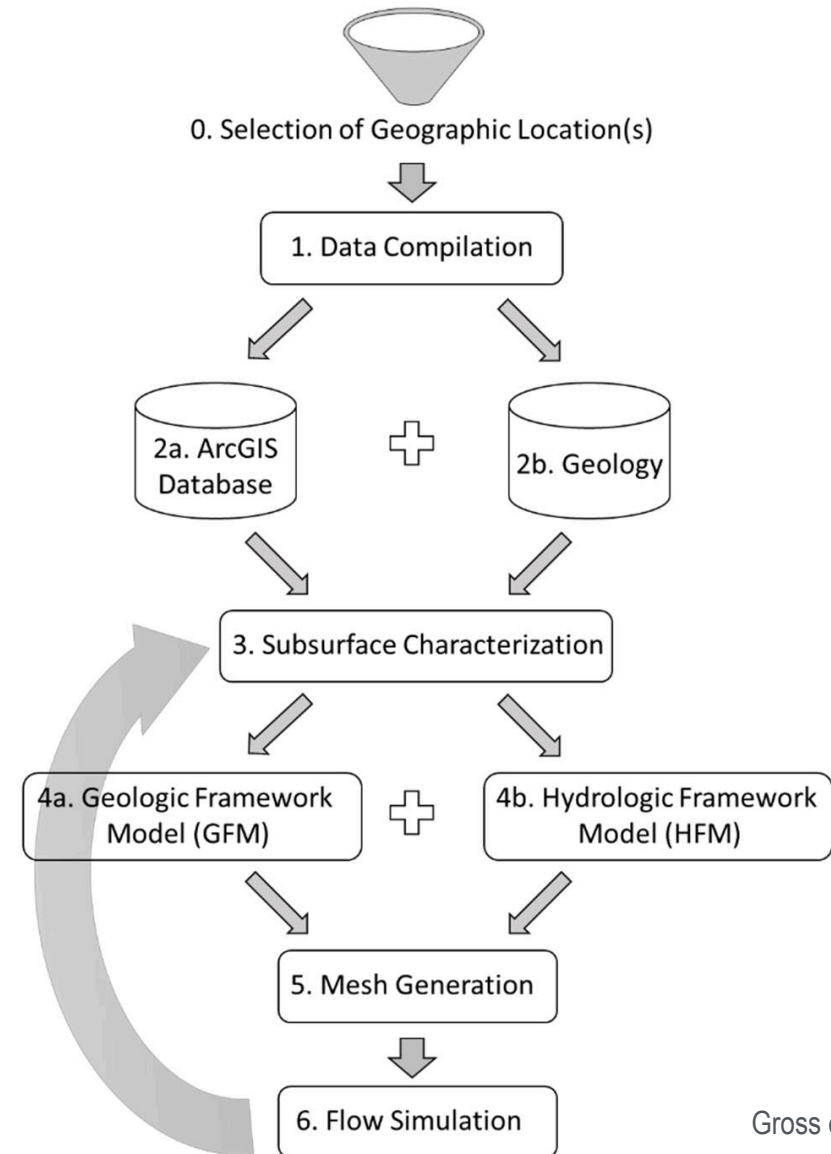 0. Selection of Geographic Location(s)
1. Data Compilation
2a. ArcGIS
Database
2b. Geology
3. Subsurface Characterization
4a. Geologic Framework
Model (GFM)
4b. Hydrologic Framework
Model (HFM)
5. Mesh Generation
6. Flow Simulation
Gross